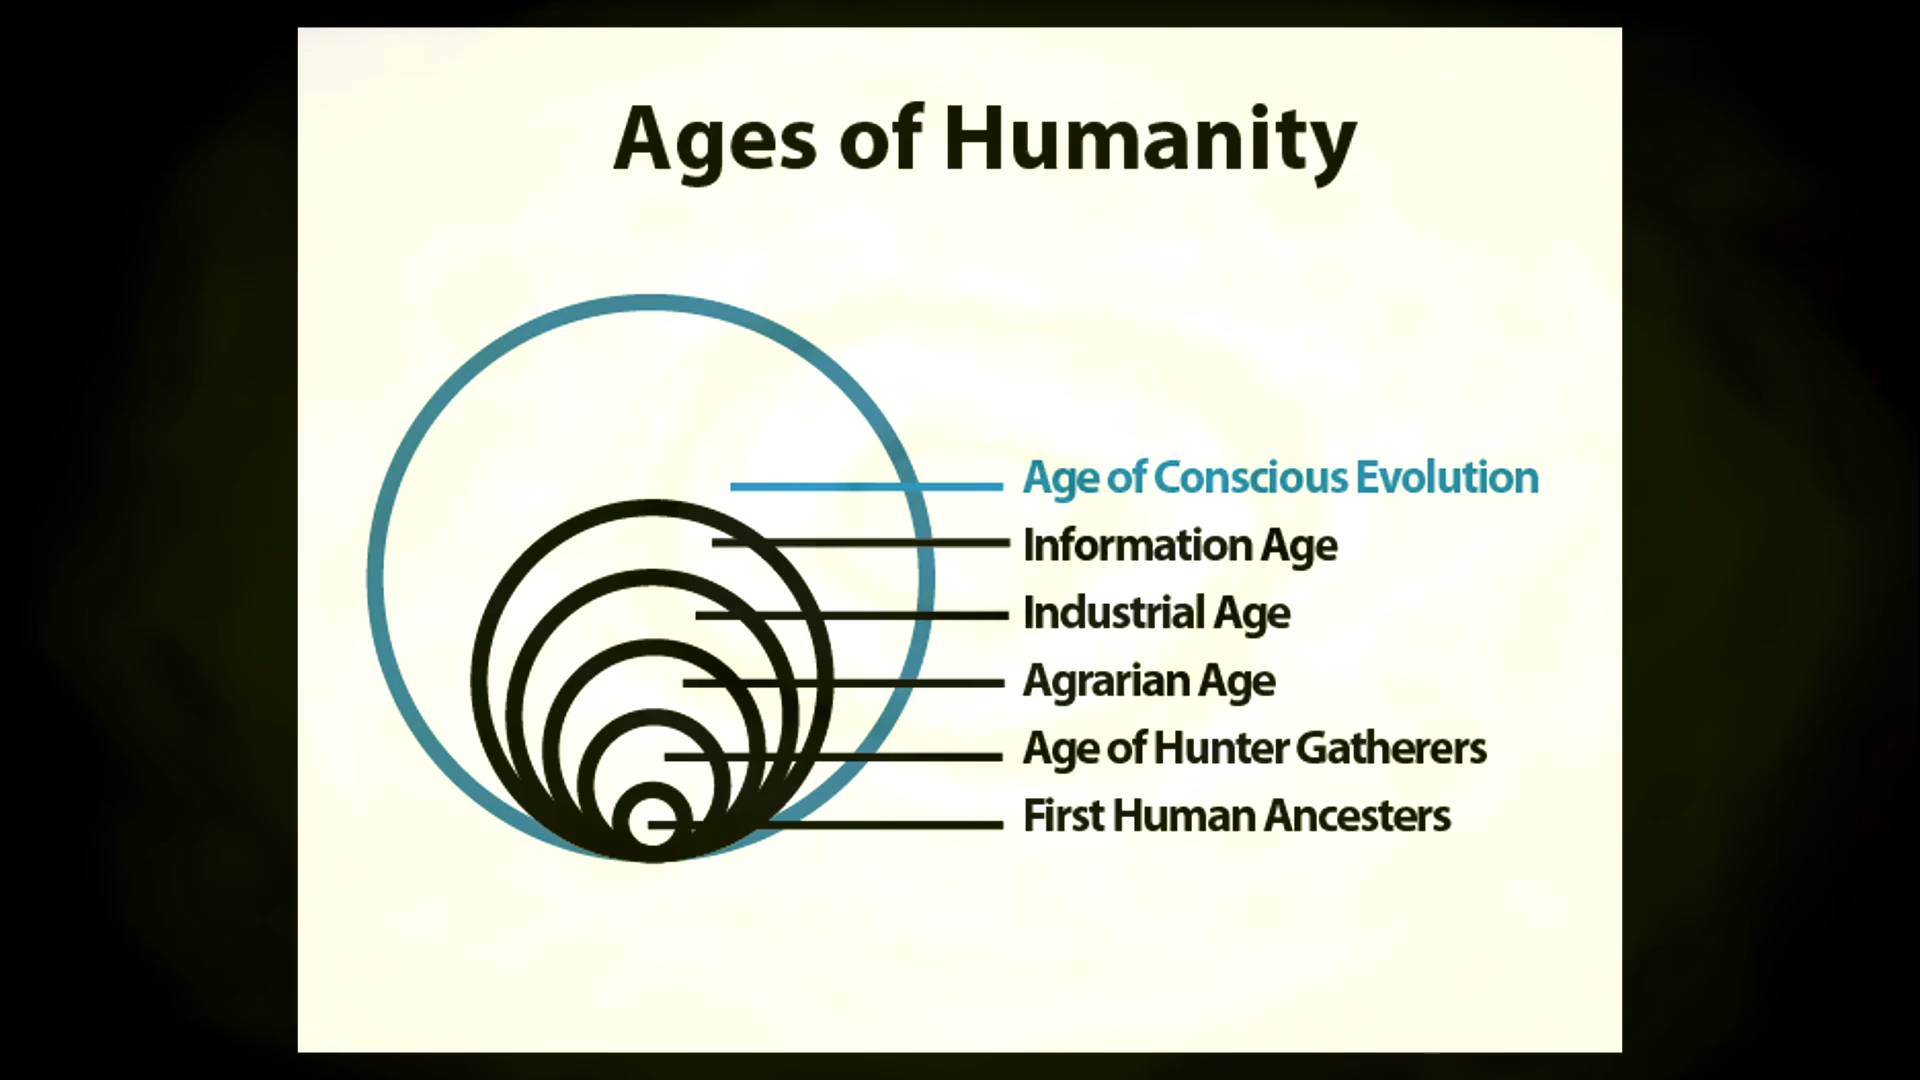 Ages of Humanity
Age of Conscious Evolution
Information Age
Industrial Age
Agrarian Age
Age of Hunter Gatherers
First Human Ancesters